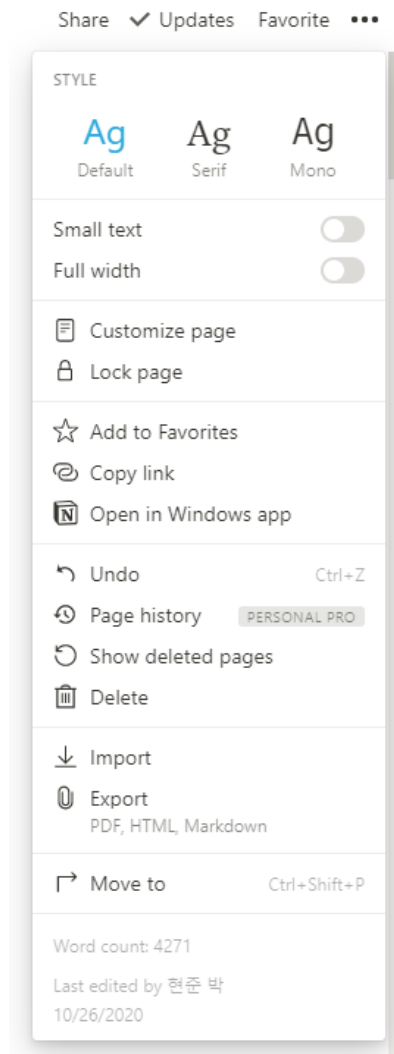 Share ✓ Updates Favorite •••
STYLE
Ag Ag Ag
Default Serif Mono
Small text
Full width
Customize page
Lock page
Add to Favorites
Copy link
N Open in Windows app
Undo Ctrl+Z
Page history PERSONAL PRO
Show deleted pages
Delete
Import
Export
PDF, HTML, Markdown
Move to Ctrl+Shift+P
Word count: 4271
Last edited by 현준 박
10/26/2020